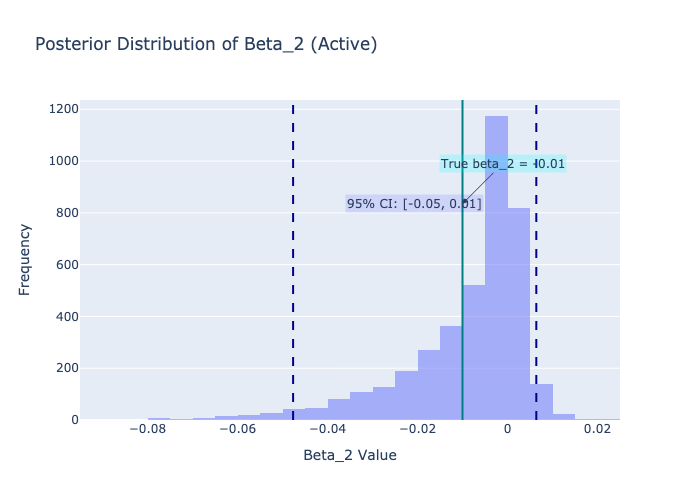 Posterior Distribution of Beta_2 (Active)
1200
1000
800
600
400
200
0
Frequency
True beta_2 = -0.01
95% CI: [-0.05, 0.01]
−0.08
−0.06
−0.04
−0.02
0
0.02
Beta_2 Value